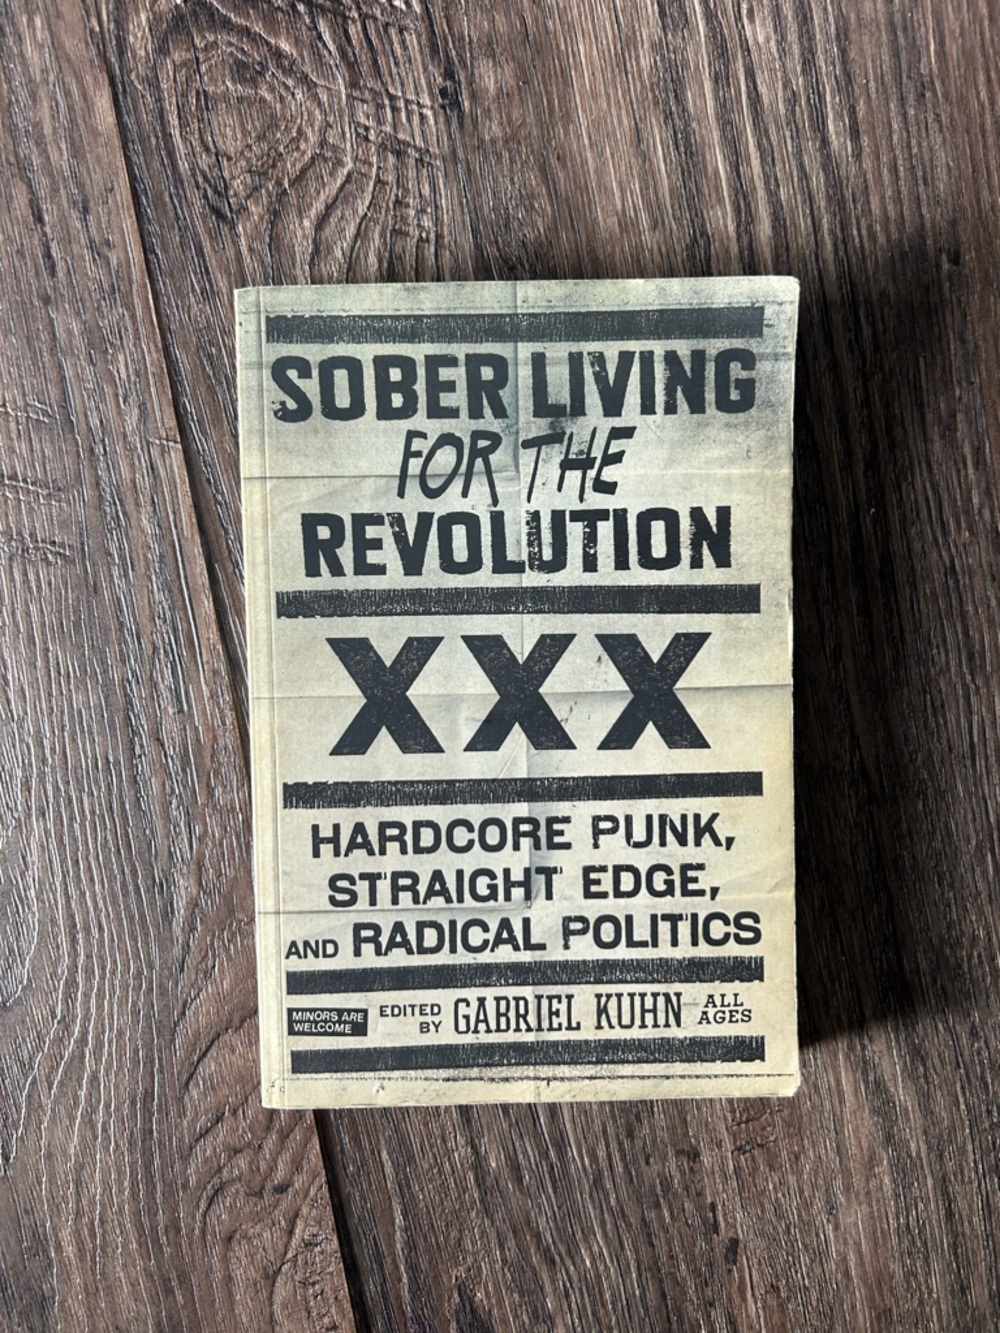 SOBER LIVING
FOR THE
REVOLUTION
XXX
HARDCORE PUNK,
STRAIGHT EDGE,
AND RADICAL POLITICS
MINORS ARE
WELCOME
EDITED
BY
GABRIEL KUHN
ALL
AGES